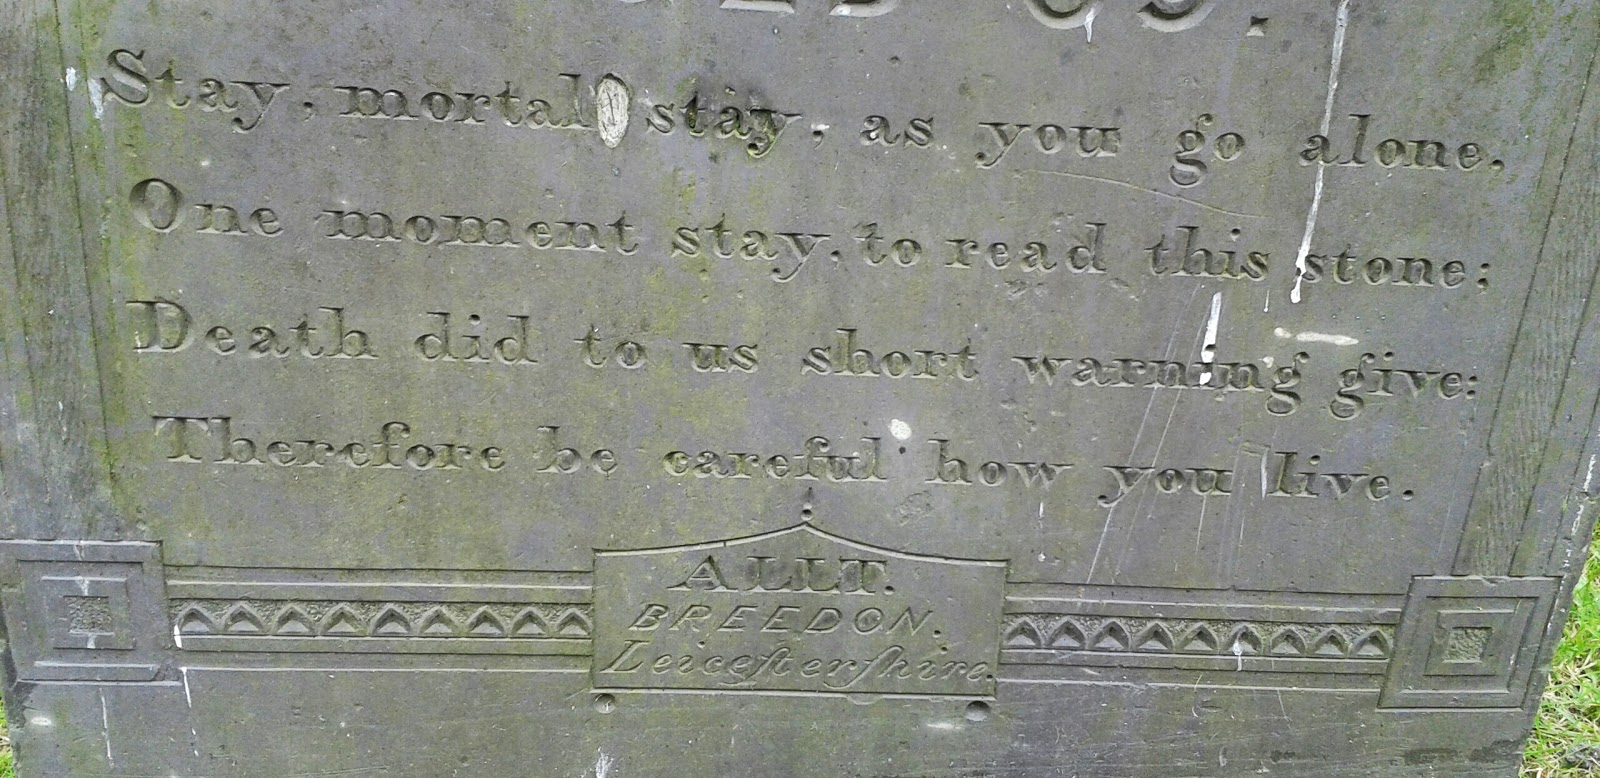 Stay, mortal stay, as you go alone,
One moment stay, to read this stone;
Death did to us short warning give:
Therefore be careful how you live.
ALLT.
BREEDON.
Leiceſterſhire.